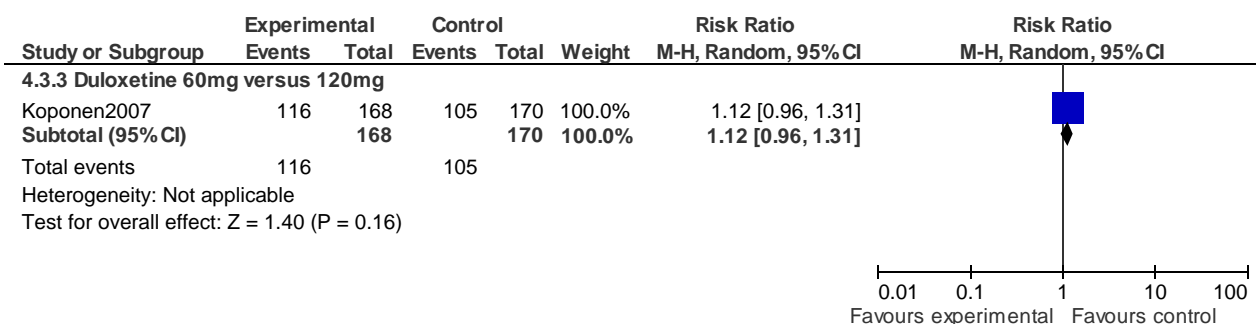 Experimental Control Risk Ratio Risk Ratio
Study or Subgroup Events Total Events Total Weight M-H, Random, 95% CI M-H, Random, 95% CI
4.3.3 Duloxetine 60mg versus 120mg
Koponen2007 116 168 105 170 100.0% 1.12 [0.96, 1.31]
Subtotal (95% CI) 168 170 100.0% 1.12 [0.96, 1.31]
Total events 116 105
Heterogeneity: Not applicable
Test for overall effect: Z = 1.40 (P = 0.16)
0.01 0.1 1 10 100
Favours experimental Favours control